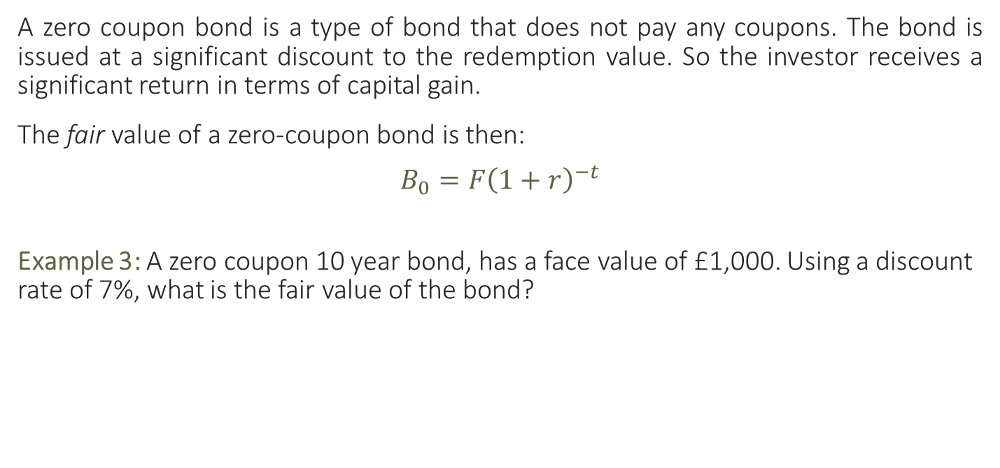 A zero coupon bond is a type of bond that does not pay any coupons. The bond is
issued at a significant discount to the redemption value. So the investor receives a
significant return in terms of capital gain.
The fair value of a zero-coupon bond is then:
B₀ = F(1 + r)⁻ᵗ
Example 3: A zero coupon 10 year bond, has a face value of £1,000. Using a discount
rate of 7%, what is the fair value of the bond?